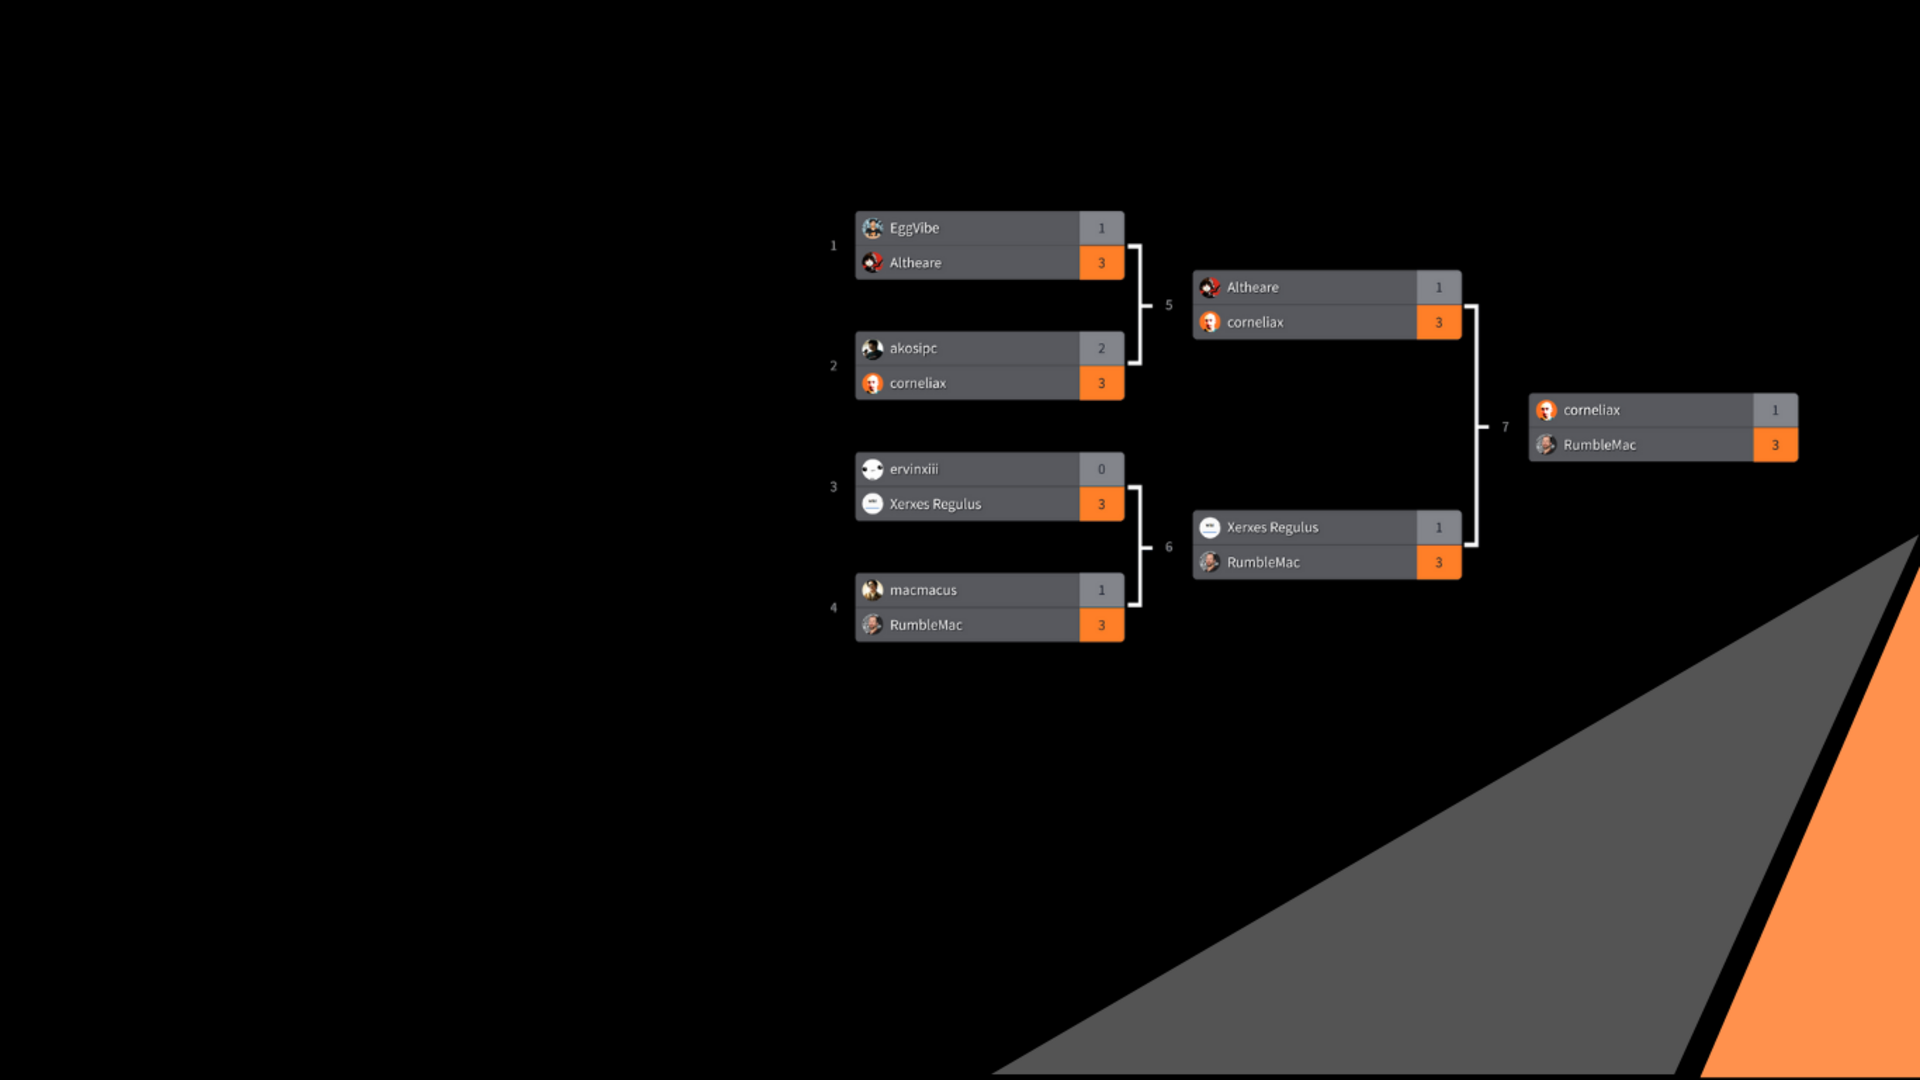 1
EggVibe 1
Altheare 3
2
akosipc 2
corneliax 3
3
ervinxiii 0
Xerxes Regulus 3
4
macmacus 1
RumbleMac 3
5
Altheare 1
corneliax 3
6
Xerxes Regulus 1
RumbleMac 3
7
corneliax 1
RumbleMac 3